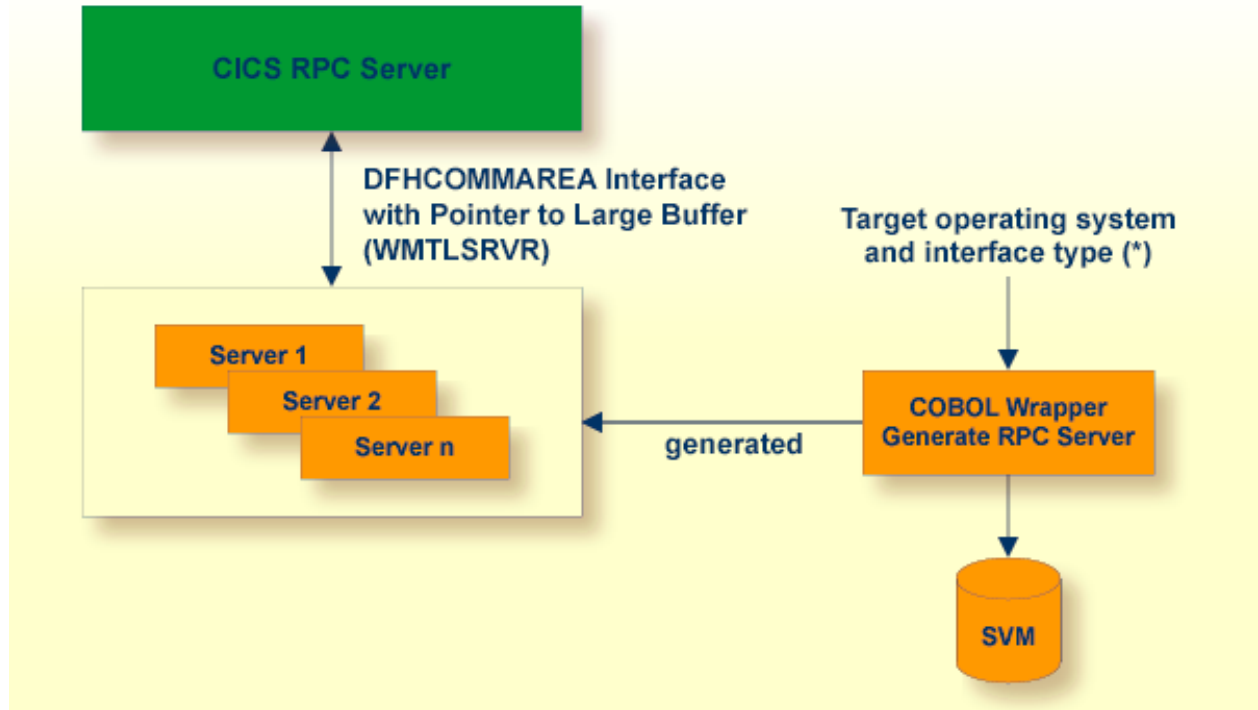 CICS RPC Server
DFHCOMMAREA Interface
with Pointer to Large Buffer
(WMTLSRVR)
Target operating system
and interface type (*)
Server 1
Server 2
Server n
generated
COBOL Wrapper
Generate RPC Server
SVM